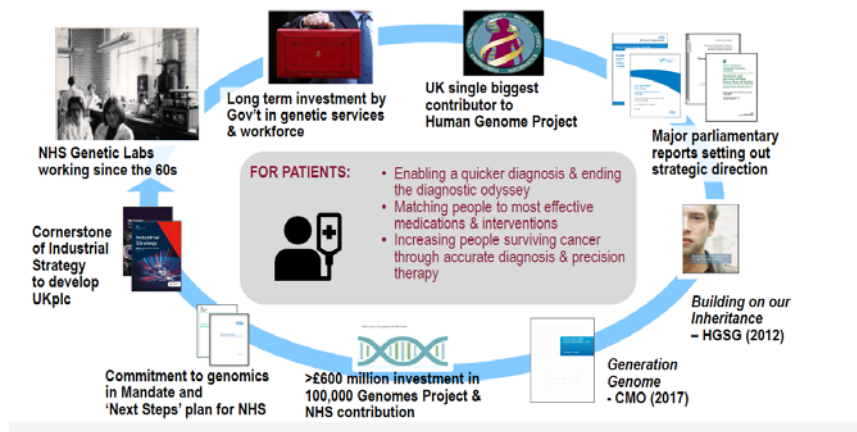 NHS Genetic Labs
working since the 60s
Long term investment by
Gov't in genetic services
& workforce
UK single biggest
contributor to
Human Genome Project
Major parliamentary
reports setting out
strategic direction
Building on our
Inheritance
– HGSG (2012)
Generation
Genome
- CMO (2017)
>£600 million investment in
100,000 Genomes Project &
NHS contribution
Commitment to genomics
in Mandate and
'Next Steps' plan for NHS
Cornerstone
of Industrial
Strategy
to develop
UKplc
Industrial
Strategy
FOR PATIENTS:
• Enabling a quicker diagnosis & ending
the diagnostic odyssey
• Matching people to most effective
medications & interventions
• Increasing people surviving cancer
through accurate diagnosis & precision
therapy